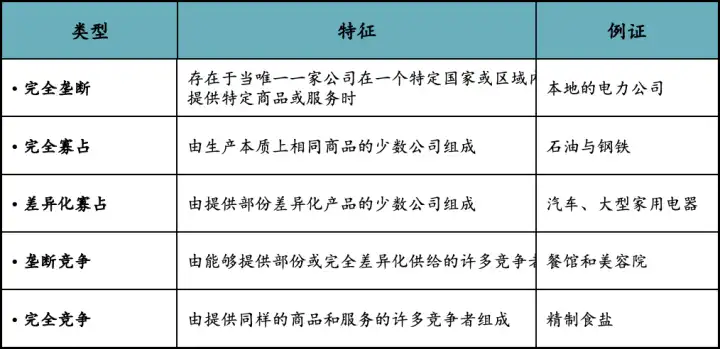 类型 特征 例证
• 完全垄断 存在于当唯一一家公司在一个特定国家或区域内 本地的电力公司
提供特定商品或服务时
• 完全寡占 由生产本质上相同商品的少数公司组成 石油与钢铁
• 差异化寡占 由提供部份差异化产品的少数公司组成 汽车、大型家用电器
• 垄断竞争 由能够提供部份或完全差异化供给的许多竞争者 餐馆和美容院
• 完全竞争 由提供同样的商品和服务的许多竞争者组成 精制食盐